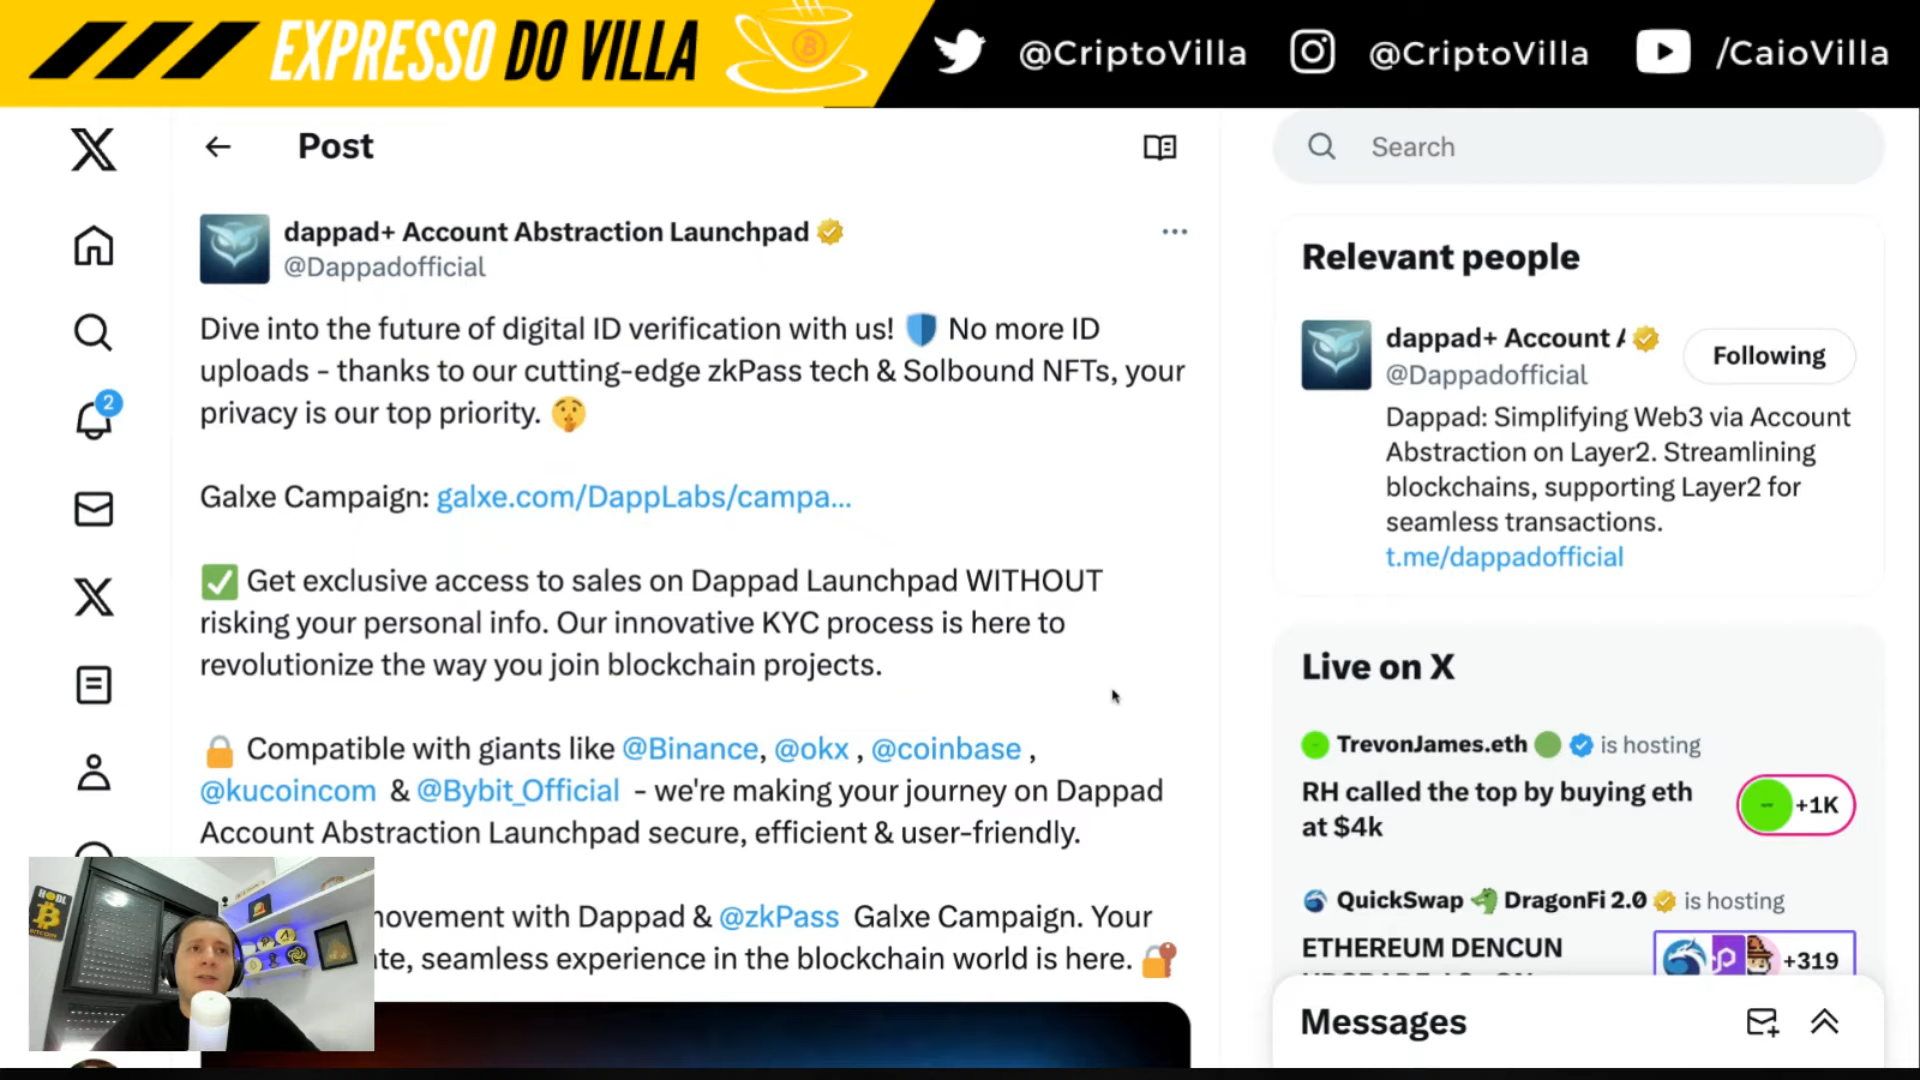 EXPRESSO DO VILLA
@CriptoVilla
@CriptoVilla
/CaioVilla
Post
Search
dappad+ Account Abstraction Launchpad
@Dappadofficial
Dive into the future of digital ID verification with us! 🛡️ No more ID
uploads - thanks to our cutting-edge zkPass tech & Solbound NFTs, your
privacy is our top priority. 🤫
Galxe Campaign: galxe.com/DappLabs/campa...
✅ Get exclusive access to sales on Dappad Launchpad WITHOUT
risking your personal info. Our innovative KYC process is here to
revolutionize the way you join blockchain projects.
🔒 Compatible with giants like @Binance, @okx , @coinbase ,
@kucoincom & @Bybit_Official - we're making your journey on Dappad
Account Abstraction Launchpad secure, efficient & user-friendly.
movement with Dappad & @zkPass Galxe Campaign. Your
seamless experience in the blockchain world is here. 🔐
2
Relevant people
dappad+ Account
@Dappadofficial
Following
Dappad: Simplifying Web3 via Account
Abstraction on Layer2. Streamlining
blockchains, supporting Layer2 for
seamless transactions.
t.me/dappadofficial
Live on X
TrevonJames.eth is hosting
RH called the top by buying eth
at $4k
+1K
QuickSwap DragonFi 2.0 is hosting
ETHEREUM DENCUN
+319
Messages
HODL
BITCOIN